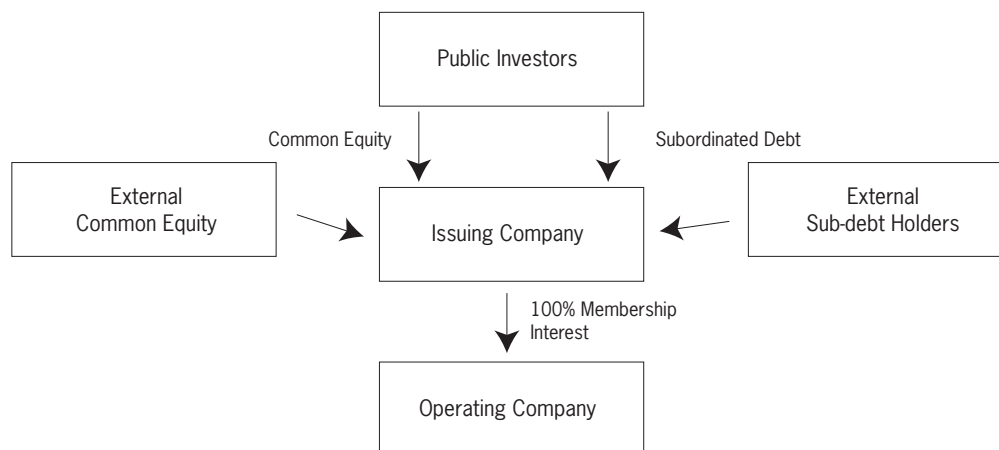 Public Investors
Common Equity
Subordinated Debt
External
Common Equity
Issuing Company
External
Sub-debt Holders
100% Membership
Interest
Operating Company